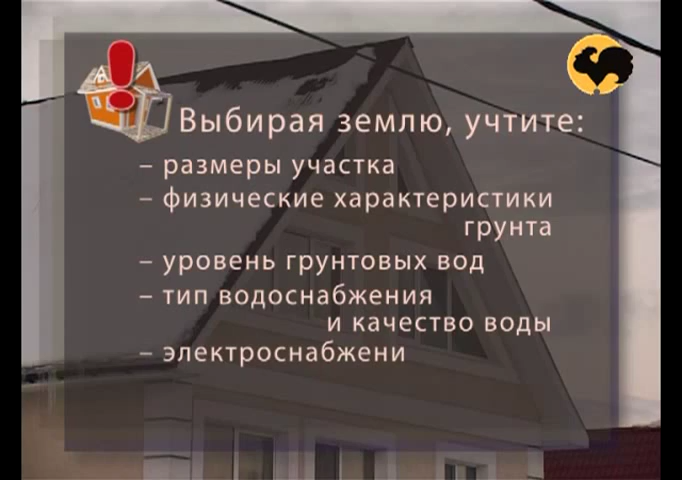 Выбирая землю, учтите:
– размеры участка
– физические характеристики
грунта
– уровень грунтовых вод
– тип водоснабжения
и качество воды
– электроснабжени